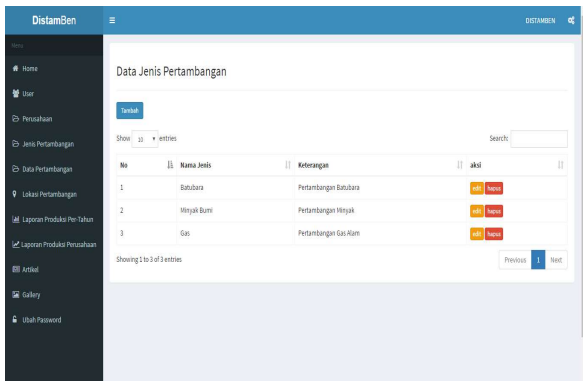 DistamBen
DISTAMBEN
Menu
Home
User
Perusahaan
Jenis Pertambangan
Data Pertambangan
Lokasi Pertambangan
Laporan Produksi Per-Tahun
Laporan Produksi Perusahaan
Artikel
Gallery
Ubah Password
Data Jenis Pertambangan
Tambah
Show 10 entries
Search:
No Nama Jenis Keterangan aksi
1 Batubara Pertambangan Batubara edit hapus
2 Minyak Bumi Pertambangan Minyak edit hapus
3 Gas Pertambangan Gas Alam edit hapus
Showing 1 to 3 of 3 entries
Previous 1 Next